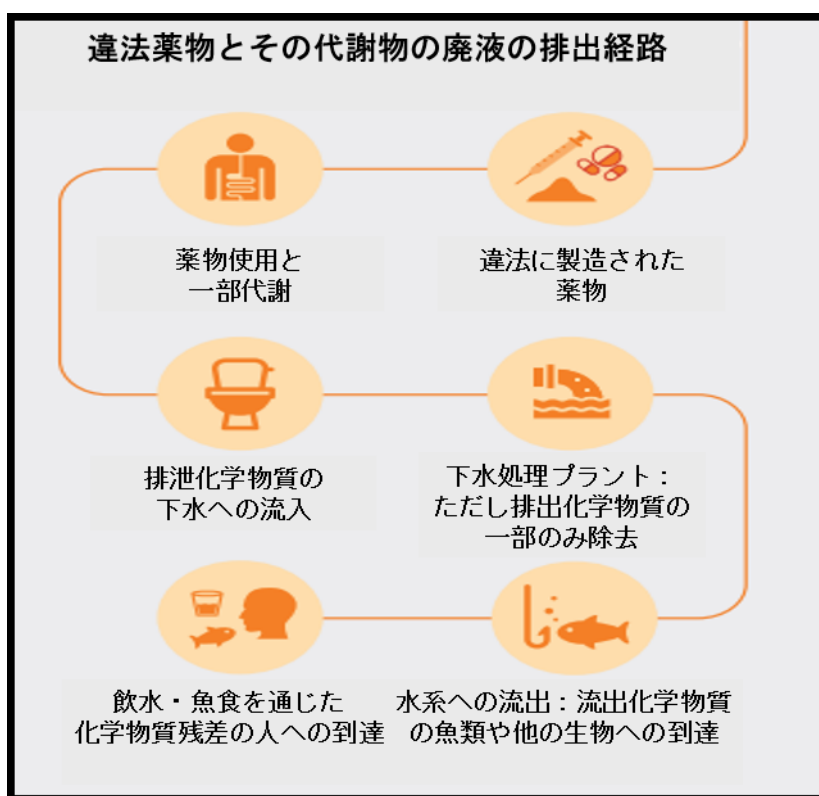 違法薬物とその代謝物の廃液の排出経路
薬物使用と
一部代謝
違法に製造された
薬物
排泄化学物質の
下水への流入
下水処理プラント：
ただし排出化学物質の
一部のみ除去
飲水・魚食を通じた
化学物質残差の人への到達
水系への流出：流出化学物質
の魚類や他の生物への到達